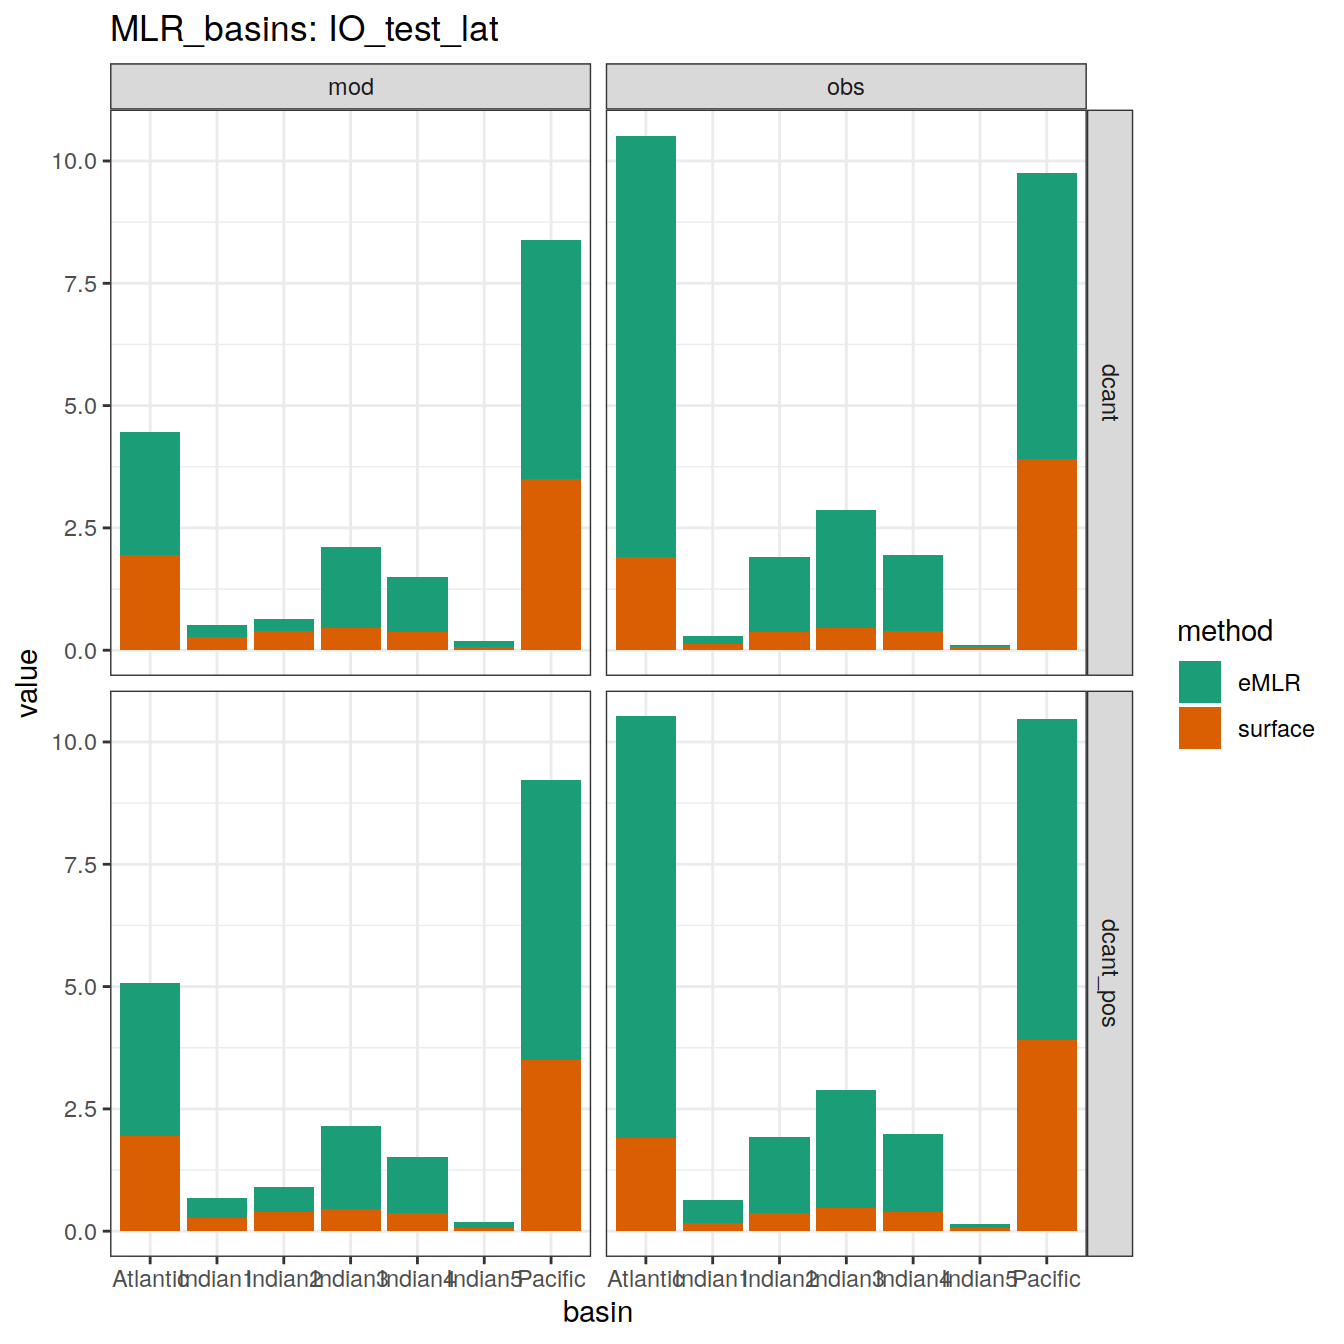 MLR_basins: IO_test_lat
mod
obs
10.0
7.5
5.0
2.5
0.0
dcant
10.0
7.5
5.0
2.5
0.0
dcant_pos
value
Atlantic Indian1 Indian2 Indian3 Indian4 Indian5 Pacific
Atlantic Indian1 Indian2 Indian3 Indian4 Indian5 Pacific
basin
method
eMLR
surface